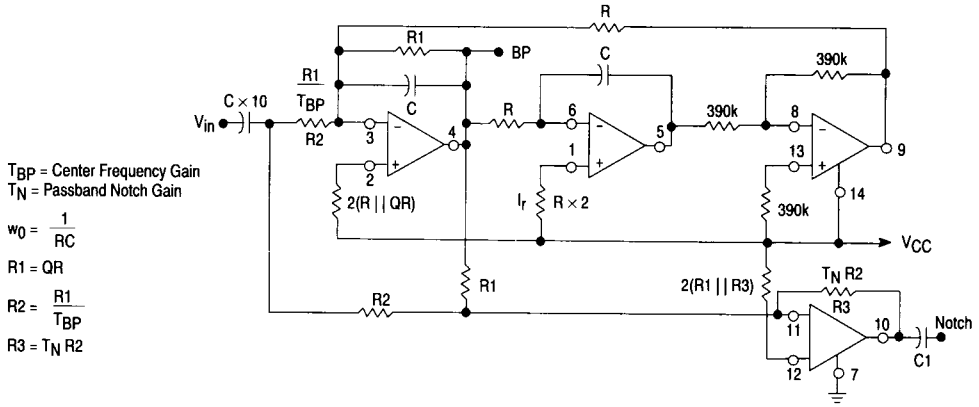 R
R1
BP
390k
R1
TBP
C
C
C × 10
Vin
R2
3
−
+
2
4
R
6
−
1
+
5
390k
8
−
13
+
9
14
TBP = Center Frequency Gain
TN = Passband Notch Gain
2(R || QR)
Ir
R × 2
390k
w0 = 1
RC
VCC
R1 = QR
R1
2(R1 || R3)
TN R2
R2 = R1
TBP
R2
R3
11
10
Notch
R3 = TN R2
12
7
C1